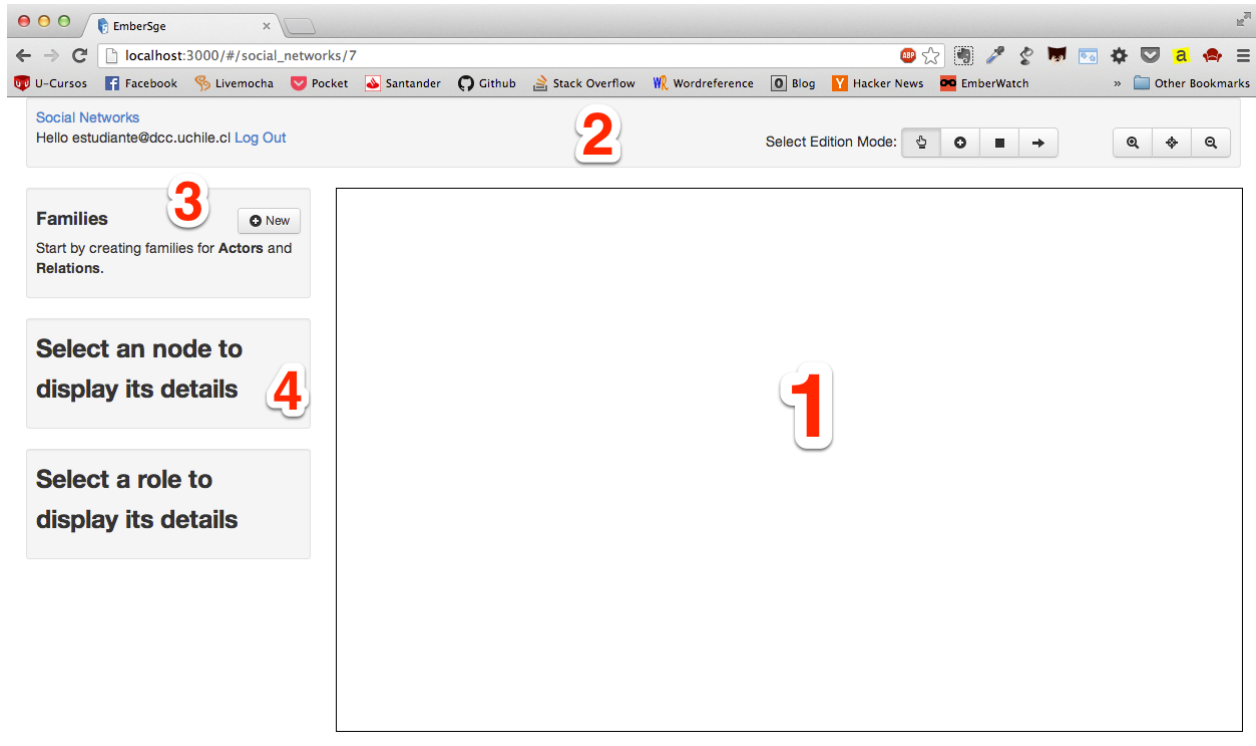 EmberSge
localhost:3000/#/social_networks/7
ABP
a
U-Cursos Facebook Livemocha Pocket Santander Github Stack Overflow Wordreference Blog Hacker News EmberWatch » Other Bookmarks
Social Networks
Hello estudiante@dcc.uchile.cl Log Out
2
Select Edition Mode:
3
Families
New
Start by creating families for Actors and
Relations.
Select an node to
display its details
4
1
Select a role to
display its details